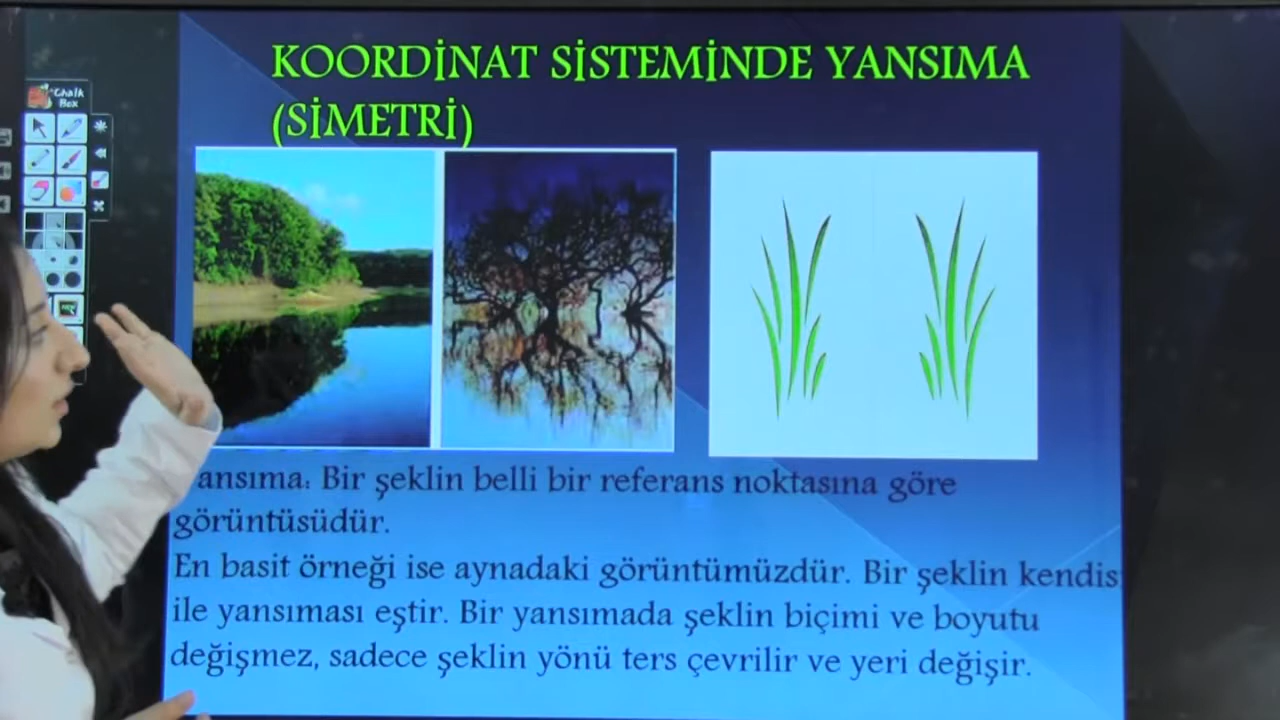 KOORDİNAT SİSTEMİNDE YANSIMA
(SİMETRİ)
Chalk
Box
ansıma: Bir şeklin belli bir referans noktasına göre
görüntüsüdür.
En basit örneği ise aynadaki görüntümüzdür. Bir şeklin kendis
ile yansıması eştir. Bir yansımada şeklin biçimi ve boyutu
değişmez, sadece şeklin yönü ters çevrilir ve yeri değişir.